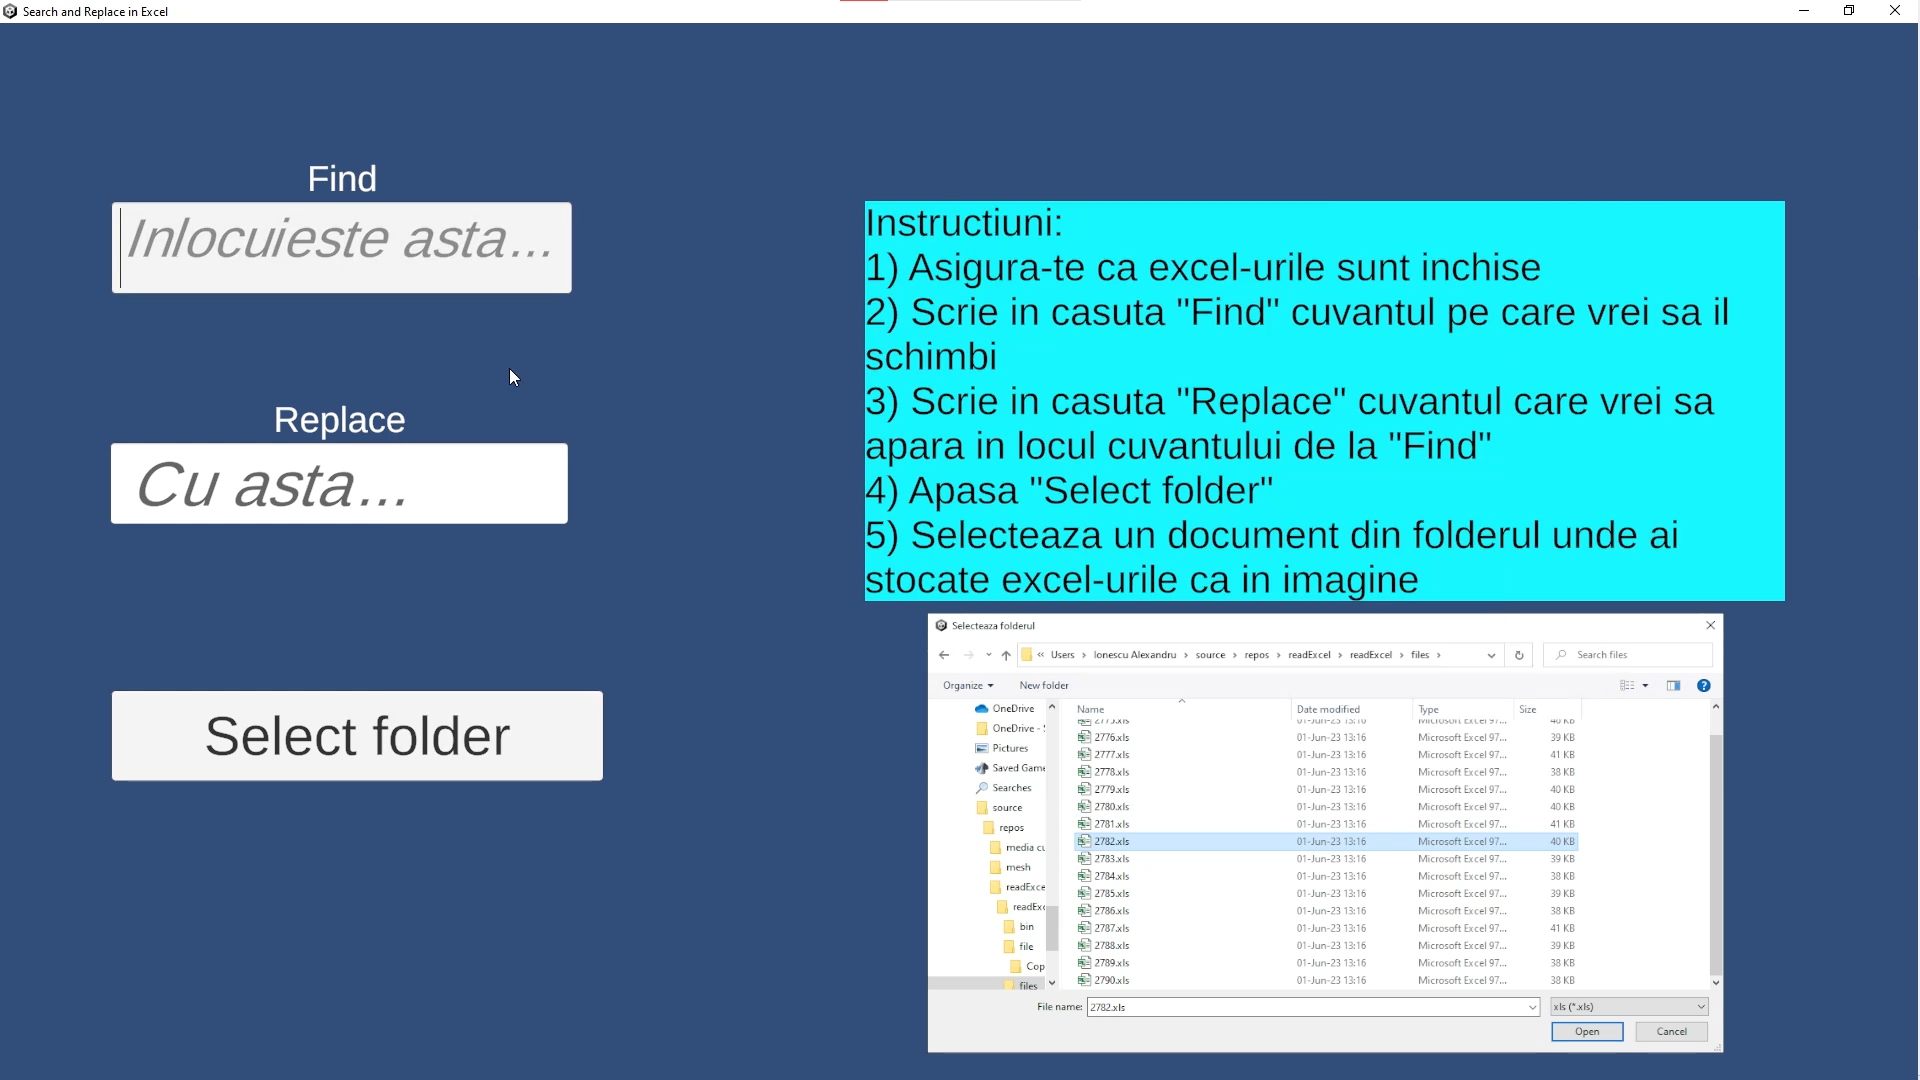 Search and Replace in Excel
Find
Inlocuieste asta...
Replace
Cu asta...
Select folder
Instructiuni:
1) Asigura-te ca excel-urile sunt inchise
2) Scrie in casuta "Find" cuvantul pe care vrei sa il
schimbi
3) Scrie in casuta "Replace" cuvantul care vrei sa
apara in locul cuvantului de la "Find"
4) Apasa "Select folder"
5) Selecteaza un document din folderul unde ai
stocate excel-urile ca in imagine
Selecteaza folderul
« Users › Ionescu Alexandru › source › repos › readExcel › readExcel › files ›
Search files
Organize
New folder
OneDrive
OneDrive -
Pictures
Saved Game
Searches
source
repos
media cu
mesh
readExce
readExc
bin
file
Cop
files
Name Date modified Type Size
2775.xls 01-Jun-23 13:16 Microsoft Excel 97... 40 KB
2776.xls 01-Jun-23 13:16 Microsoft Excel 97... 39 KB
2777.xls 01-Jun-23 13:16 Microsoft Excel 97... 41 KB
2778.xls 01-Jun-23 13:16 Microsoft Excel 97... 38 KB
2779.xls 01-Jun-23 13:16 Microsoft Excel 97... 40 KB
2780.xls 01-Jun-23 13:16 Microsoft Excel 97... 40 KB
2781.xls 01-Jun-23 13:16 Microsoft Excel 97... 41 KB
2782.xls 01-Jun-23 13:16 Microsoft Excel 97... 40 KB
2783.xls 01-Jun-23 13:16 Microsoft Excel 97... 39 KB
2784.xls 01-Jun-23 13:16 Microsoft Excel 97... 38 KB
2785.xls 01-Jun-23 13:16 Microsoft Excel 97... 39 KB
2786.xls 01-Jun-23 13:16 Microsoft Excel 97... 38 KB
2787.xls 01-Jun-23 13:16 Microsoft Excel 97... 41 KB
2788.xls 01-Jun-23 13:16 Microsoft Excel 97... 39 KB
2789.xls 01-Jun-23 13:16 Microsoft Excel 97... 38 KB
2790.xls 01-Jun-23 13:16 Microsoft Excel 97... 38 KB
File name: 2782.xls
xls (*.xls)
Open
Cancel